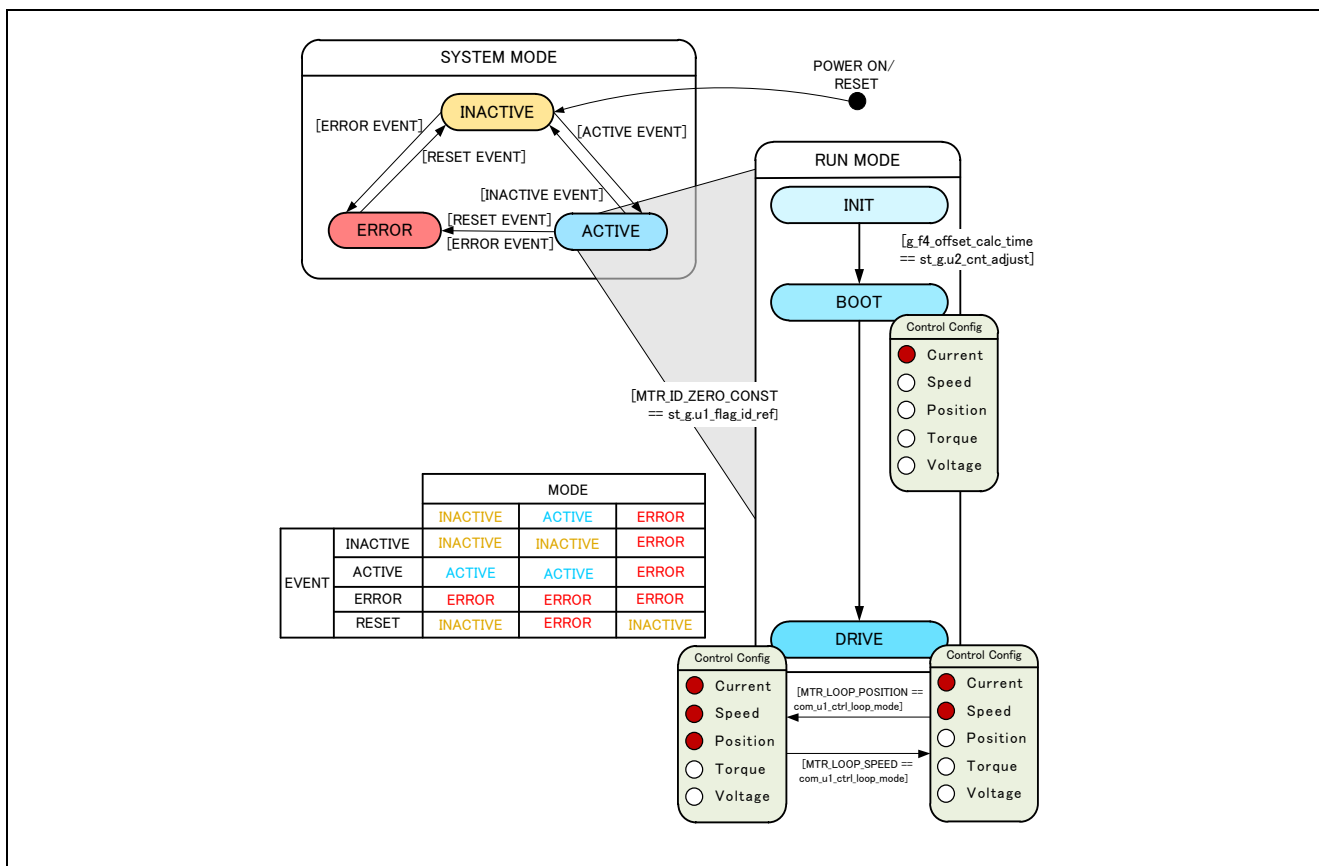 SYSTEM MODE
POWER ON/
RESET
INACTIVE
[ERROR EVENT]
[ACTIVE EVENT]
[RESET EVENT]
[INACTIVE EVENT]
[RESET EVENT]
ERROR
ACTIVE
[ERROR EVENT]
RUN MODE
INIT
[g_f4_offset_calc_time
== st_g.u2_cnt_adjust]
BOOT
Control Config
Current
Speed
Position
Torque
Voltage
[MTR_ID_ZERO_CONST
== st_g.u1_flag_id_ref]
MODE
INACTIVE ACTIVE ERROR
EVENT
INACTIVE INACTIVE INACTIVE ERROR
ACTIVE ACTIVE ACTIVE ERROR
ERROR ERROR ERROR ERROR
RESET INACTIVE ERROR INACTIVE
DRIVE
Control Config
Current
Speed
Position
Torque
Voltage
[MTR_LOOP_POSITION ==
com_u1_ctrl_loop_mode]
[MTR_LOOP_SPEED ==
com_u1_ctrl_loop_mode]
Control Config
Current
Speed
Position
Torque
Voltage